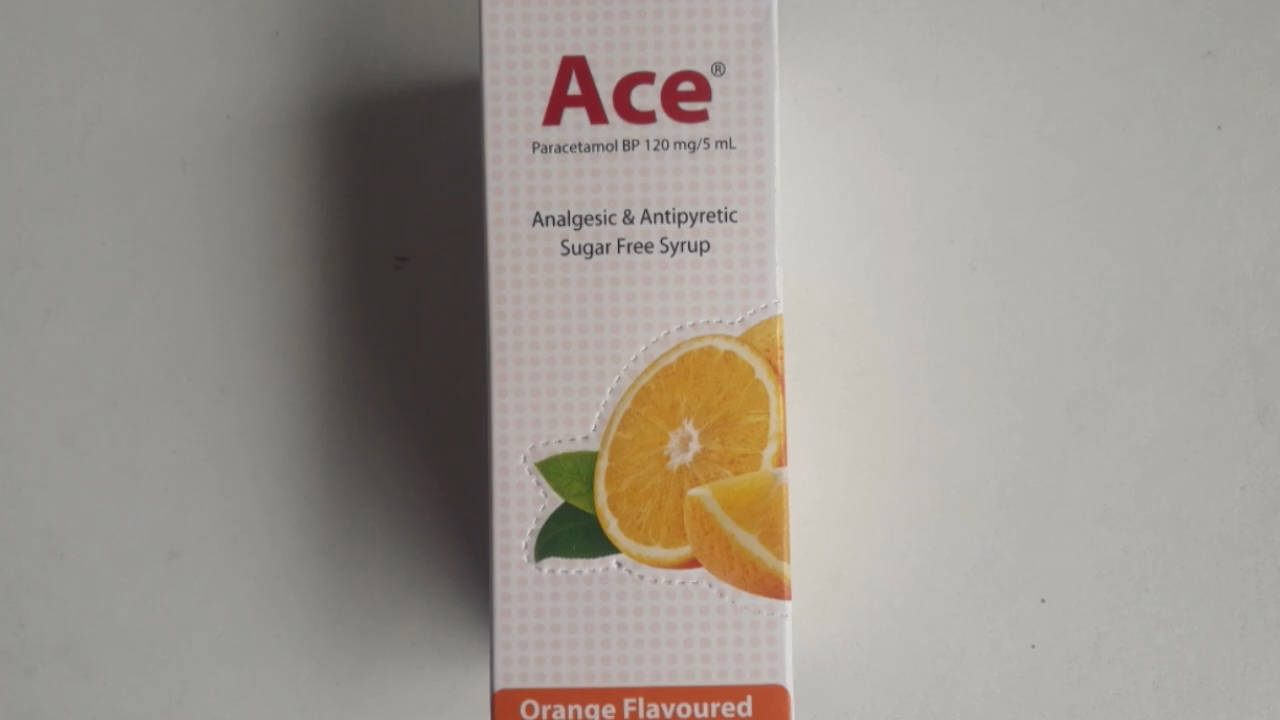 Ace®
Paracetamol BP 120 mg/5 mL
Analgesic & Antipyretic
Sugar Free Syrup
Orange Flavoured